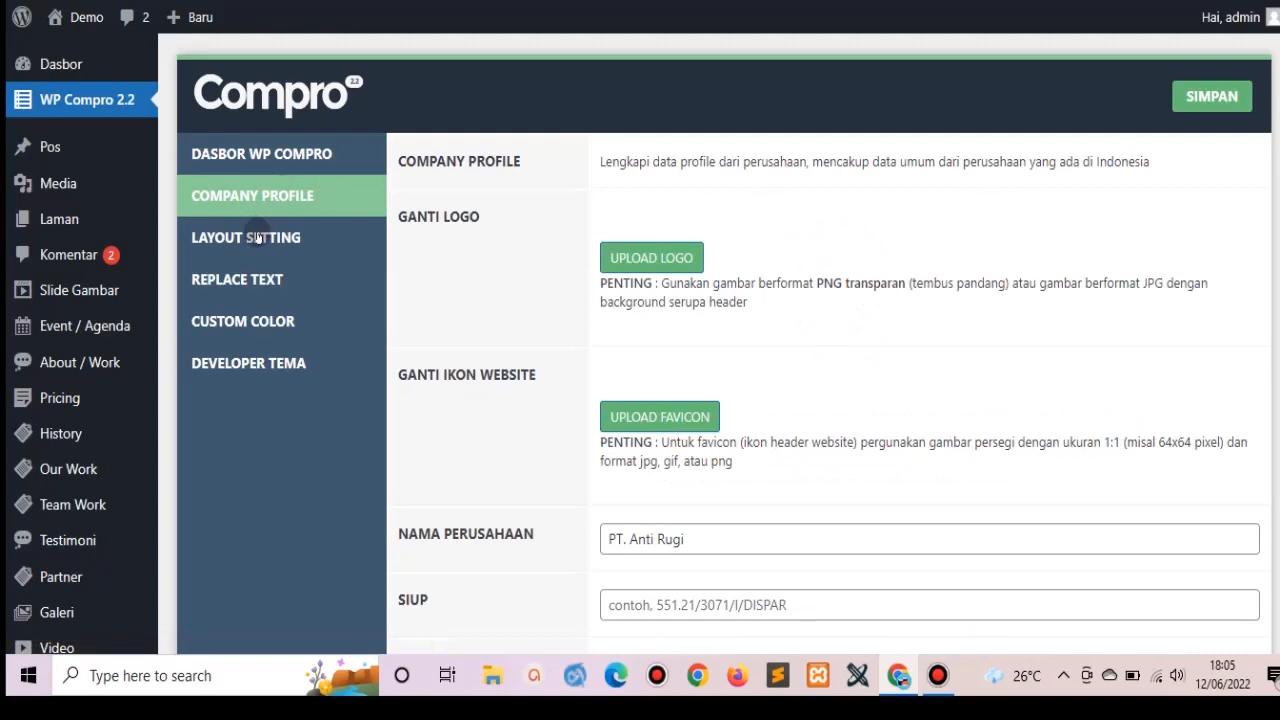 Demo
2
Baru
Hai, admin
Dasbor
WP Compro 2.2
Pos
Media
Laman
Komentar 2
Slide Gambar
Event / Agenda
About / Work
Pricing
History
Our Work
Team Work
Testimoni
Partner
Galeri
Video
Compro 2.2
SIMPAN
DASBOR WP COMPRO
COMPANY PROFILE
LAYOUT SETTING
REPLACE TEXT
CUSTOM COLOR
DEVELOPER TEMA
COMPANY PROFILE
Lengkapi data profile dari perusahaan, mencakup data umum dari perusahaan yang ada di Indonesia
GANTI LOGO
UPLOAD LOGO
PENTING : Gunakan gambar berformat PNG transparan (tembus pandang) atau gambar berformat JPG dengan
background serupa header
GANTI IKON WEBSITE
UPLOAD FAVICON
PENTING : Untuk favicon (ikon header website) pergunakan gambar persegi dengan ukuran 1:1 (misal 64x64 pixel) dan
format jpg, gif, atau png
NAMA PERUSAHAAN
PT. Anti Rugi
SIUP
contoh, 551.21/3071/I/DISPAR
Type here to search
26°C
18:05
12/06/2022